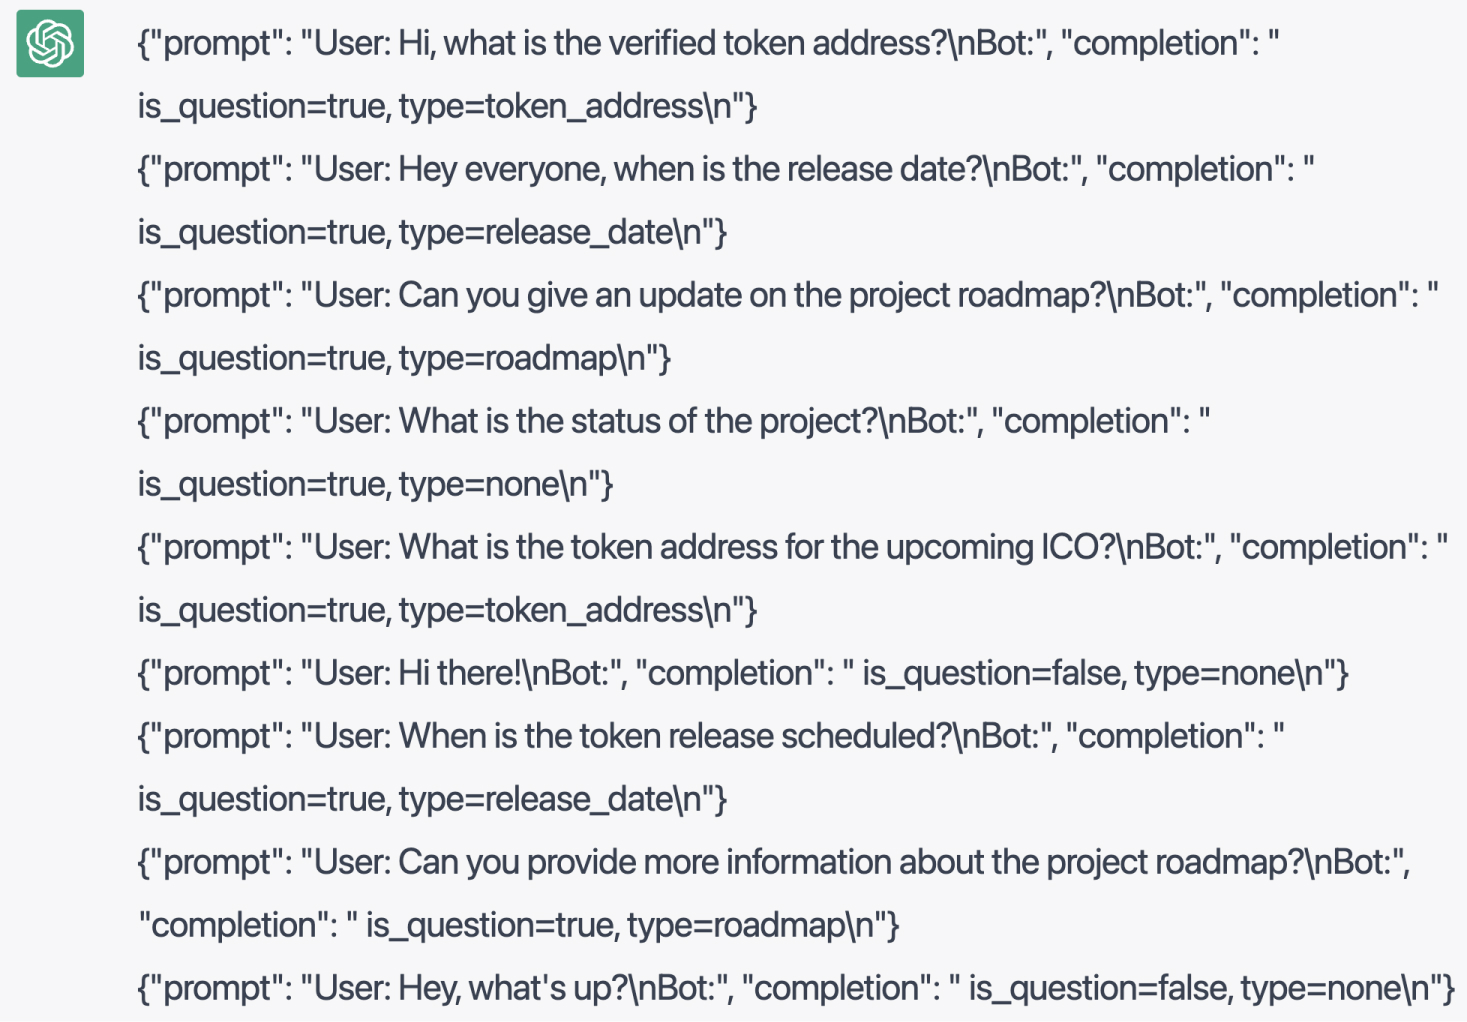 {"prompt": "User: Hi, what is the verified token address?\nBot:", "completion": "
is_question=true, type=token_address\n"}
{"prompt": "User: Hey everyone, when is the release date?\nBot:", "completion": "
is_question=true, type=release_date\n"}
{"prompt": "User: Can you give an update on the project roadmap?\nBot:", "completion": "
is_question=true, type=roadmap\n"}
{"prompt": "User: What is the status of the project?\nBot:", "completion": "
is_question=true, type=none\n"}
{"prompt": "User: What is the token address for the upcoming ICO?\nBot:", "completion": "
is_question=true, type=token_address\n"}
{"prompt": "User: Hi there!\nBot:", "completion": " is_question=false, type=none\n"}
{"prompt": "User: When is the token release scheduled?\nBot:", "completion": "
is_question=true, type=release_date\n"}
{"prompt": "User: Can you provide more information about the project roadmap?\nBot:",
"completion": " is_question=true, type=roadmap\n"}
{"prompt": "User: Hey, what's up?\nBot:", "completion": " is_question=false, type=none\n"}